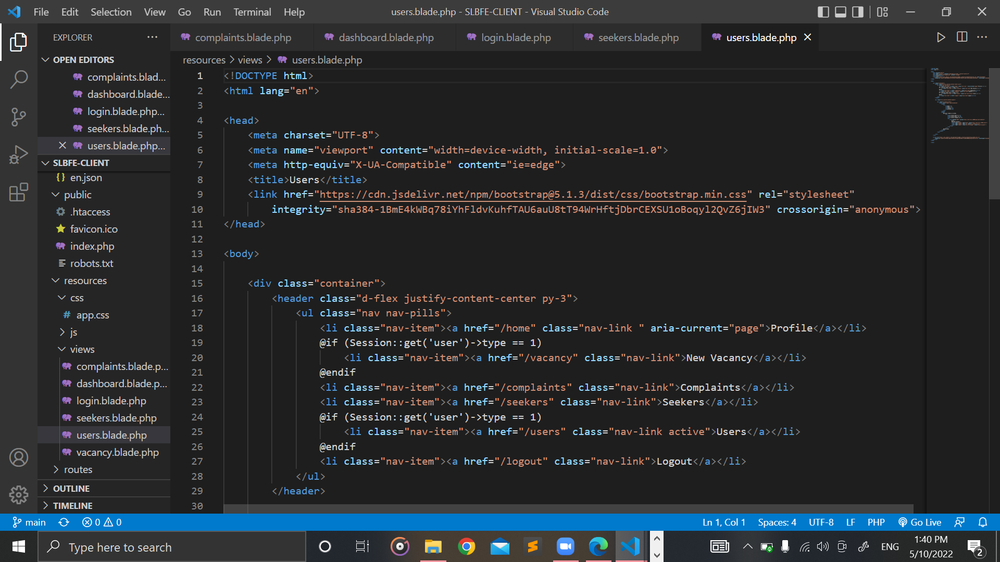 File Edit Selection View Go Run Terminal Help
users.blade.php - SLBFE-CLIENT - Visual Studio Code
EXPLORER
OPEN EDITORS
complaints.blad...
dashboard.blade...
login.blade.php...
seekers.blade.ph...
users.blade.php...
SLBFE-CLIENT
{} en.json
public
.htaccess
favicon.ico
index.php
robots.txt
resources
css
# app.css
js
views
complaints.blade.p...
dashboard.blade.p...
login.blade.php
seekers.blade.php
users.blade.php
vacancy.blade.php
routes
OUTLINE
TIMELINE
complaints.blade.php dashboard.blade.php login.blade.php seekers.blade.php users.blade.php
resources > views > users.blade.php
1 <!DOCTYPE html>
2 <html lang="en">
3
4 <head>
5 <meta charset="UTF-8">
6 <meta name="viewport" content="width=device-width, initial-scale=1.0">
7 <meta http-equiv="X-UA-Compatible" content="ie=edge">
8 <title>Users</title>
9 <link href="https://cdn.jsdelivr.net/npm/bootstrap@5.1.3/dist/css/bootstrap.min.css" rel="stylesheet"
10 integrity="sha384-1BmE4kWBq78iYhFldvKuhfTAU6auU8tT94WrHftjDbrCEXSU1oBoqyl2QvZ6jIW3" crossorigin="anonymous">
11 </head>
12
13 <body>
14
15 <div class="container">
16 <header class="d-flex justify-content-center py-3">
17 <ul class="nav nav-pills">
18 <li class="nav-item"><a href="/home" class="nav-link " aria-current="page">Profile</a></li>
19 @if (Session::get('user')->type == 1)
20 <li class="nav-item"><a href="/vacancy" class="nav-link">New Vacancy</a></li>
21 @endif
22 <li class="nav-item"><a href="/complaints" class="nav-link">Complaints</a></li>
23 <li class="nav-item"><a href="/seekers" class="nav-link">Seekers</a></li>
24 @if (Session::get('user')->type == 1)
25 <li class="nav-item"><a href="/users" class="nav-link active">Users</a></li>
26 @endif
27 <li class="nav-item"><a href="/logout" class="nav-link">Logout</a></li>
28 </ul>
29 </header>
30
main 0 0 Ln 1, Col 1 Spaces: 4 UTF-8 LF PHP Go Live
Type here to search
ENG
1:40 PM
5/10/2022
2